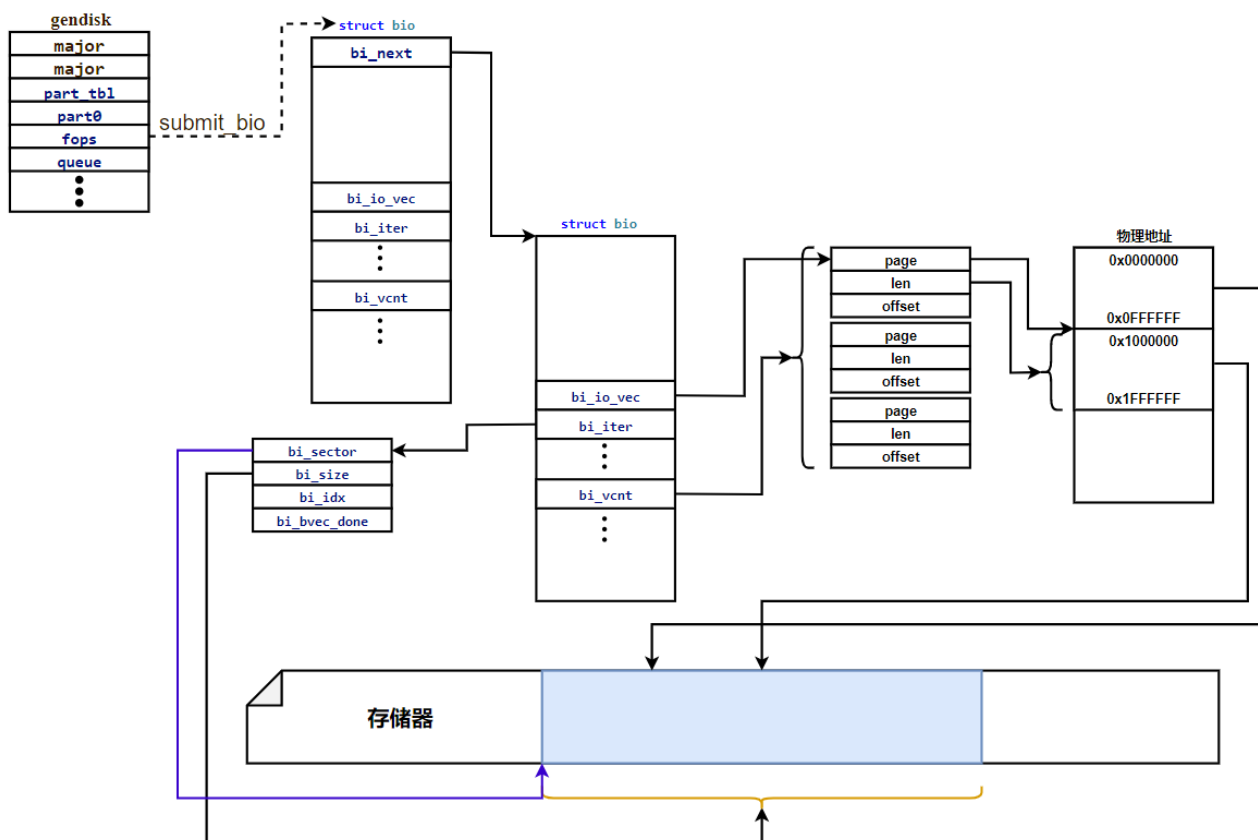 gendisk
major
major
part_tbl
part0
fops
queue
submit_bio
struct bio
bi_next
bi_io_vec
bi_iter
bi_vcnt
struct bio
bi_io_vec
bi_iter
bi_vcnt
bi_sector
bi_size
bi_idx
bi_bvec_done
page
len
offset
page
len
offset
page
len
offset
物理地址
0x0000000
0x0FFFFFF
0x1000000
0x1FFFFFF
存储器